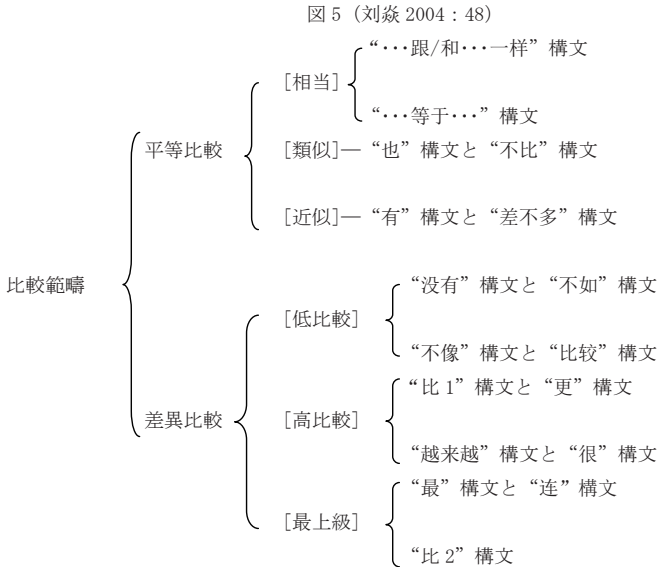 図 5（刘焱 2004：48）
“・・・跟/和・・・一样”構文
[相当]
“・・・等于・・・”構文
平等比較
[類似]―“也”構文と“不比”構文
[近似]―“有”構文と“差不多”構文
比較範疇
“没有”構文と“不如”構文
[低比較]
“不像”構文と“比较”構文
“比 1”構文と“更”構文
差異比較
[高比較]
“越来越”構文と“很”構文
“最”構文と“连”構文
[最上級]
“比 2”構文